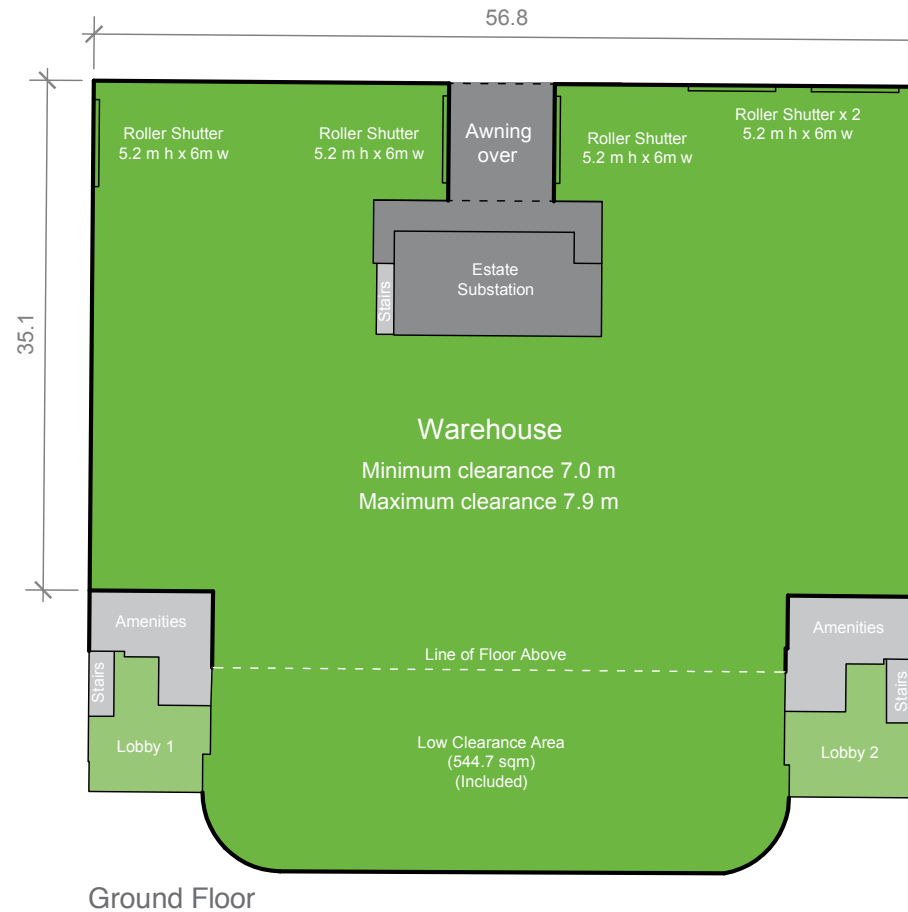 56.8
35.1
Roller Shutter
5.2 m h x 6m w
Roller Shutter
5.2 m h x 6m w
Awning
over
Roller Shutter
5.2 m h x 6m w
Roller Shutter x 2
5.2 m h x 6m w
Stairs
Estate
Substation
Warehouse
Minimum clearance 7.0 m
Maximum clearance 7.9 m
Amenities
Amenities
Line of Floor Above
Stairs
Stairs
Lobby 1
Low Clearance Area
(544.7 sqm)
(Included)
Lobby 2
Ground Floor